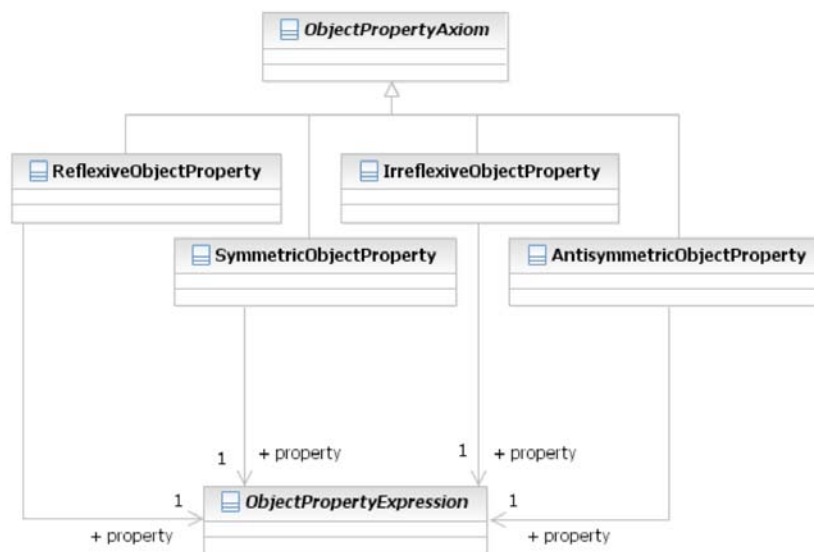 ObjectPropertyAxiom
ReflexiveObjectProperty
IrreflexiveObjectProperty
SymmetricObjectProperty
AntisymmetricObjectProperty
1
+ property
1
+ property
ObjectPropertyExpression
1
+ property
1
+ property